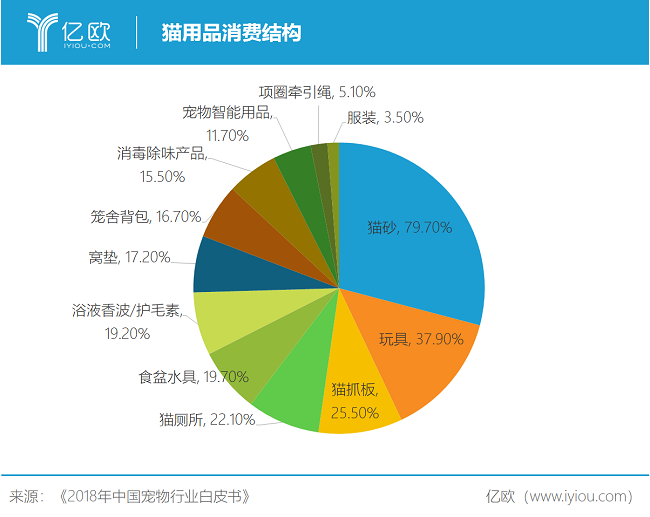 亿欧
IYIOU-COM
猫用品消费结构
项圈牵引绳, 5.10%
宠物智能用品,
11.70%
服装, 3.50%
消毒除味产品,
15.50%
笼舍背包, 16.70%
猫砂, 79.70%
窝垫, 17.20%
浴液香波/护毛素,
19.20%
玩具, 37.90%
食盆水具, 19.70%
猫抓板,
25.50%
猫厕所, 22.10%
来源：《2018年中国宠物行业白皮书》
亿欧（www.iyiou.com）